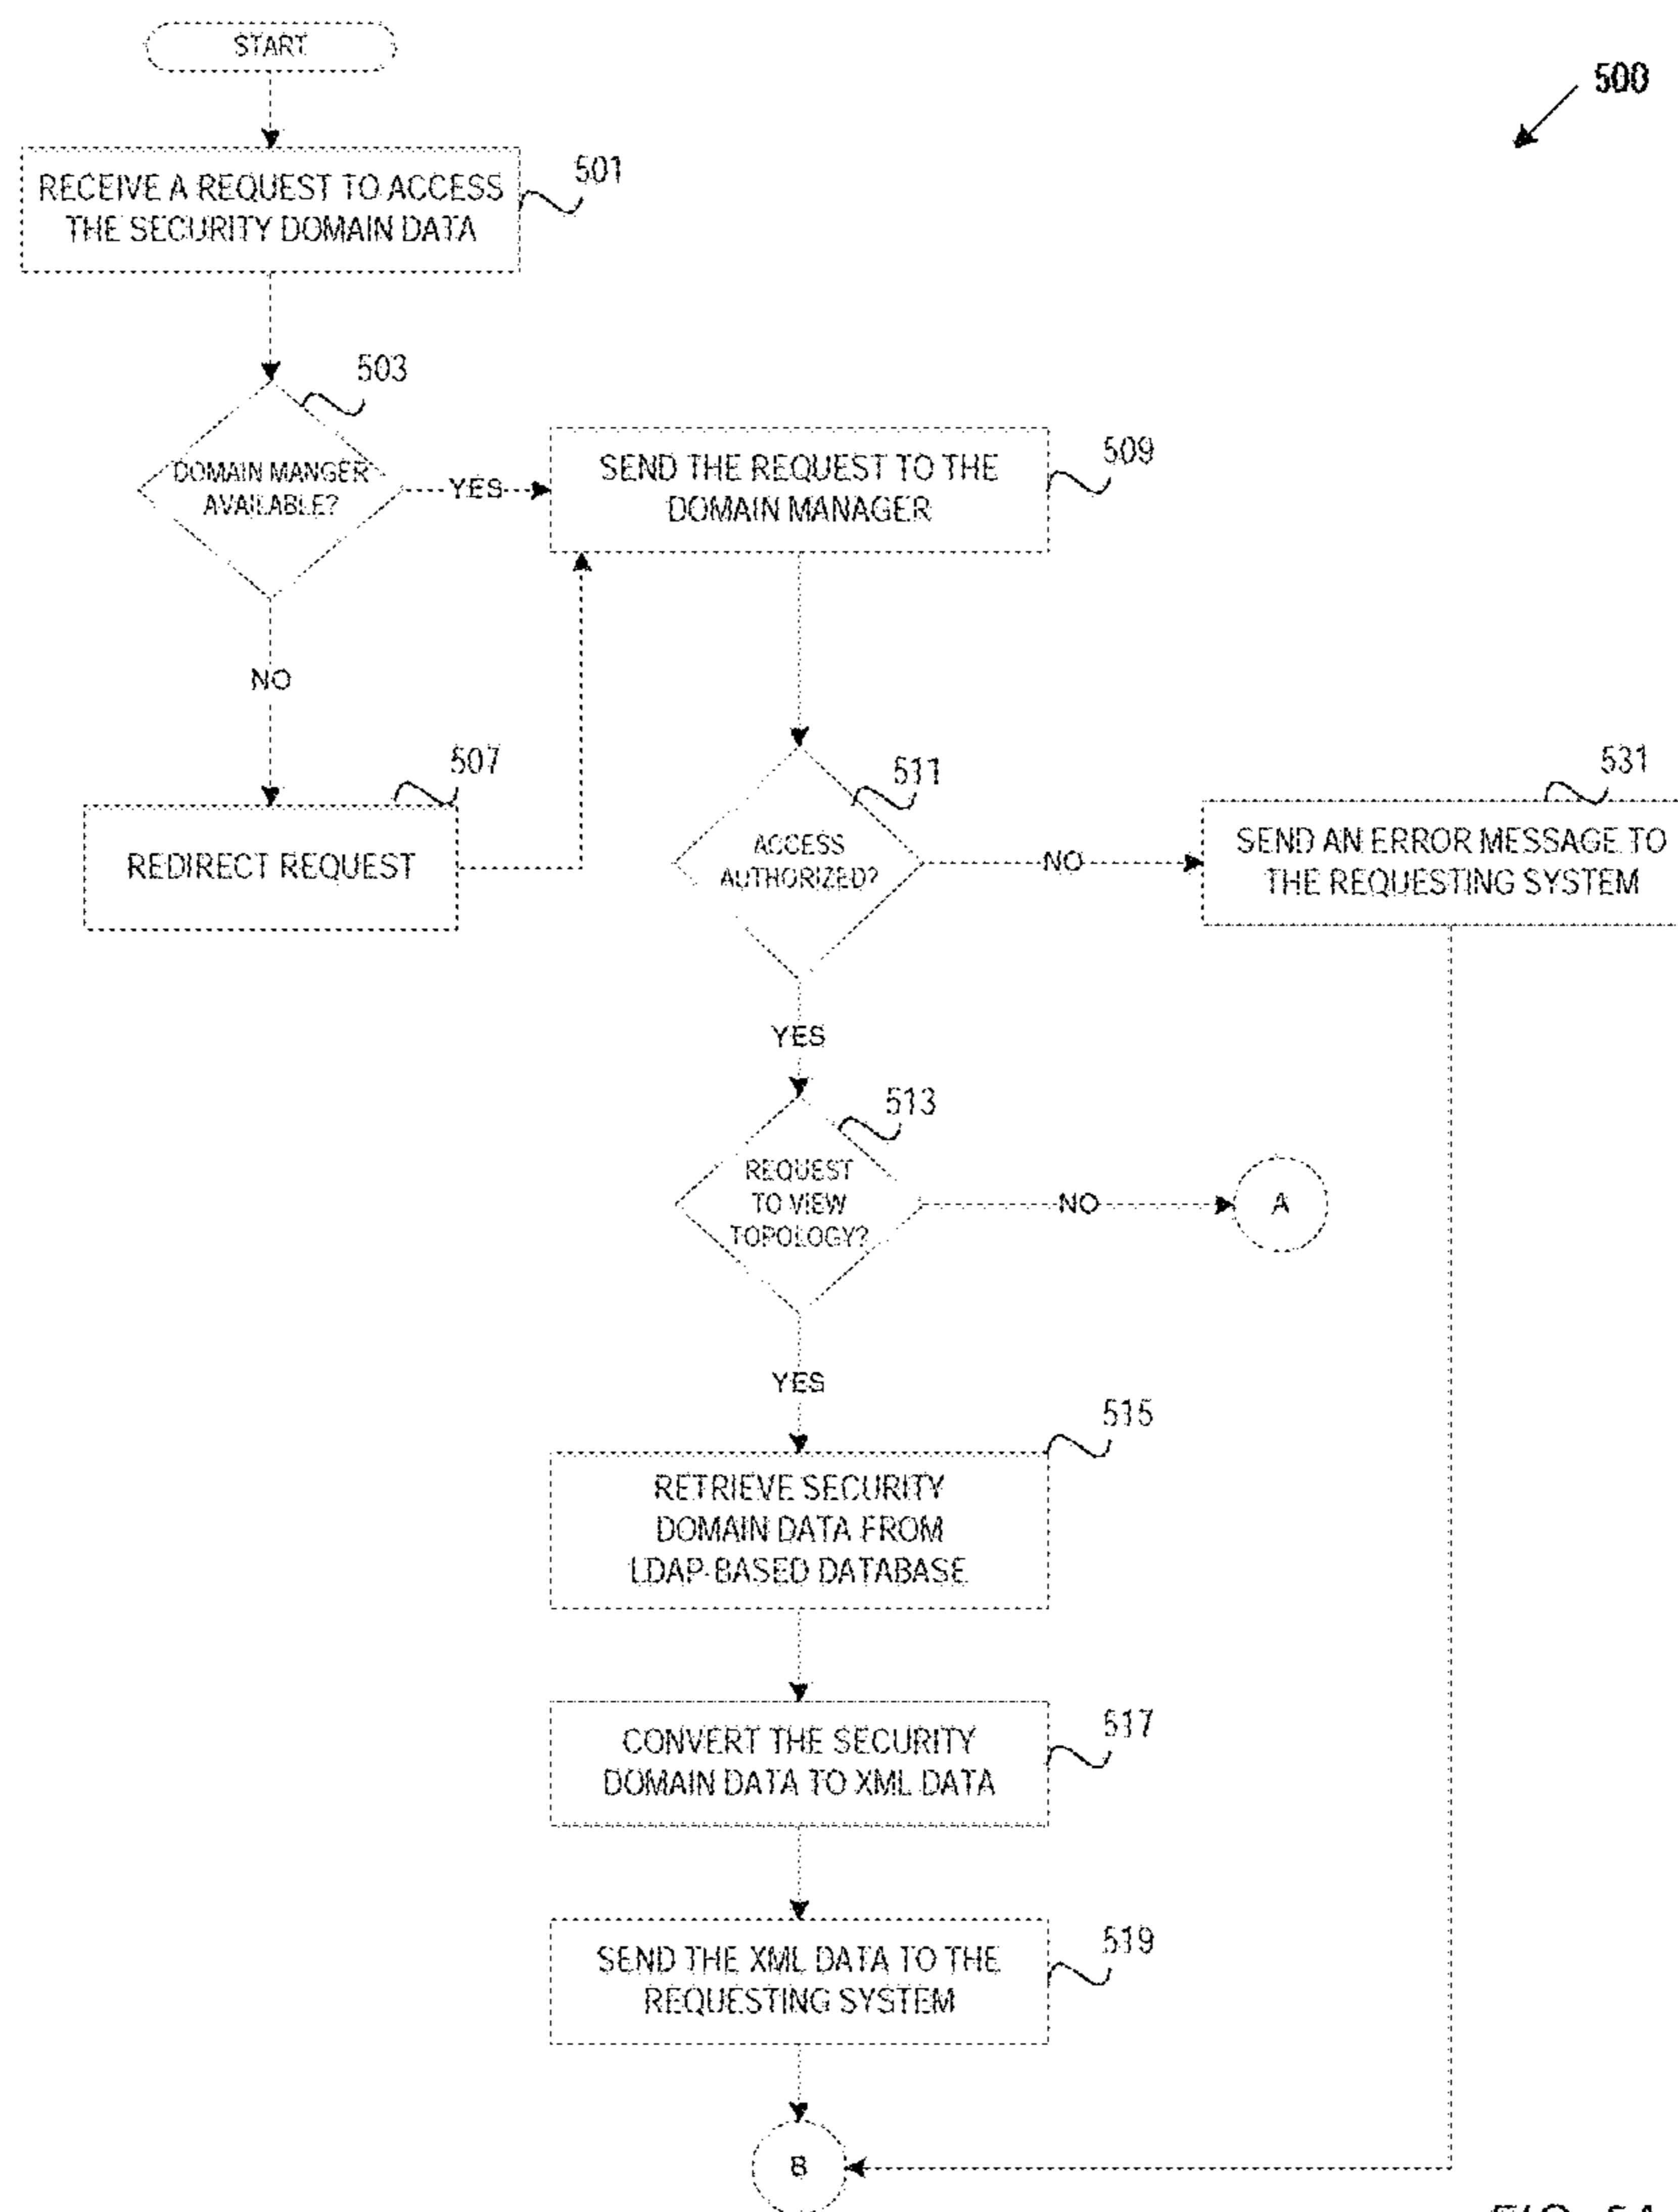 START
500
RECEIVE A REQUEST TO ACCESS
THE SECURITY DOMAIN DATA
501
503
DOMAIN MANGER
AVAILABLE?
YES
SEND THE REQUEST TO THE
DOMAIN MANAGER
509
NO
507
REDIRECT REQUEST
511
ACCESS
AUTHORIZED?
NO
531
SEND AN ERROR MESSAGE TO
THE REQUESTING SYSTEM
YES
513
REQUEST
TO VIEW
TOPOLOGY?
NO
A
YES
515
RETRIEVE SECURITY
DOMAIN DATA FROM
LDAP-BASED DATABASE
517
CONVERT THE SECURITY
DOMAIN DATA TO XML DATA
519
SEND THE XML DATA TO THE
REQUESTING SYSTEM
B